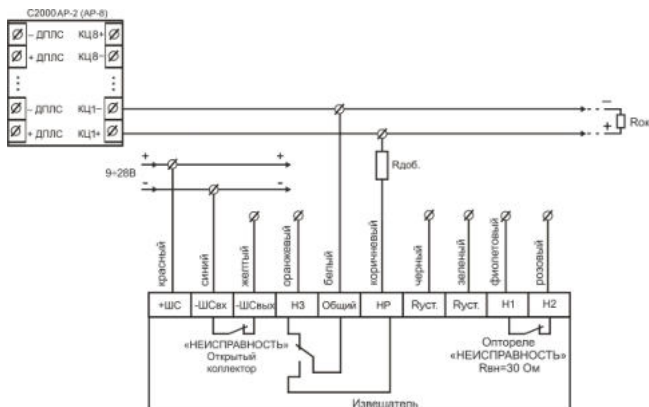 С2000АР-2 (АР-8)
– ДПЛС КЦ8+
+ ДПЛС КЦ8–
– ДПЛС КЦ1–
+ ДПЛС КЦ1+
–
+
Rок
+ +
9÷28В
- -
Rдоб.
красный
синий
желтый
оранжевый
белый
коричневый
черный
зеленый
фиолетовый
розовый
+ШС -ШСвх -ШСвых НЗ Общий НР Rуст. Rуст. Н1 Н2
«НЕИСПРАВНОСТЬ»
Открытый
коллектор
Оптореле
«НЕИСПРАВНОСТЬ»
Rвн=30 Ом
Извещатель